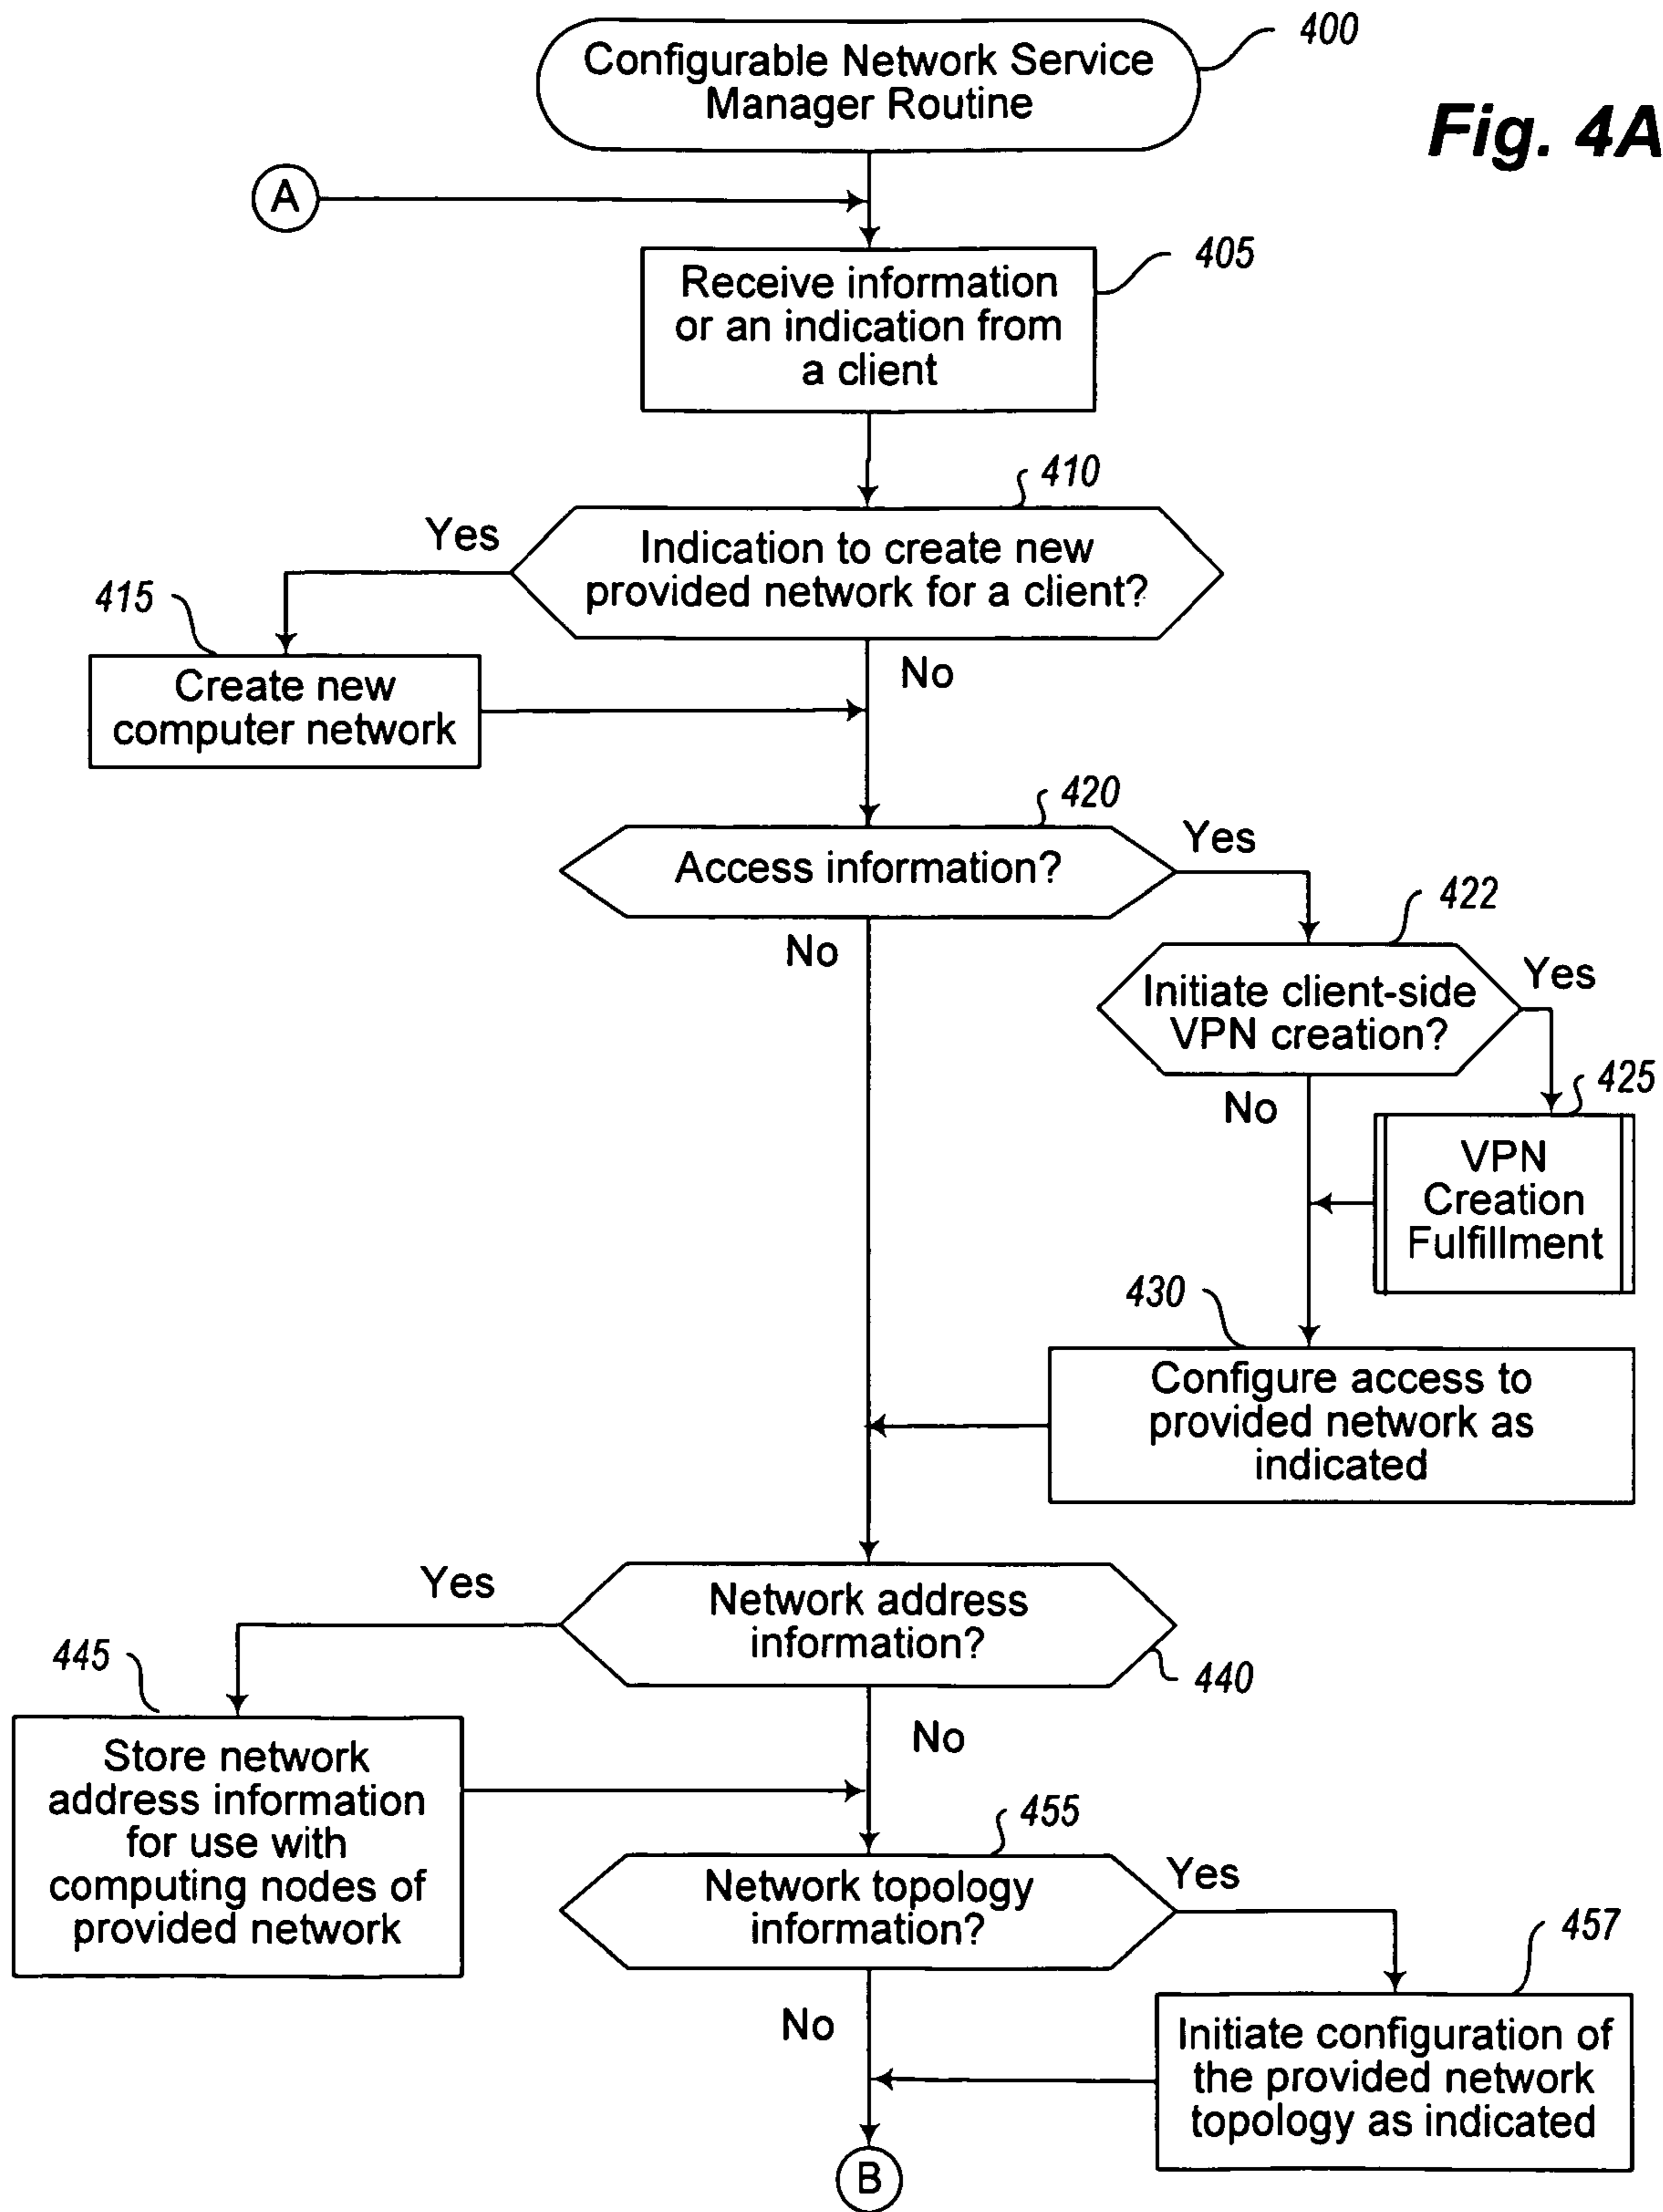 Configurable Network Service
Manager Routine
400
Fig. 4A
A
405
Receive information
or an indication from
a client
410
Yes
Indication to create new
provided network for a client?
415
No
Create new
computer network
420
Yes
Access information?
422
No
Yes
Initiate client-side
VPN creation?
425
No
VPN
Creation
Fulfillment
430
Configure access to
provided network as
indicated
Yes
Network address
information?
445
440
No
Store network
address information
for use with
computing nodes of
provided network
455
Yes
Network topology
information?
457
No
Initiate configuration of
the provided network
topology as indicated
B